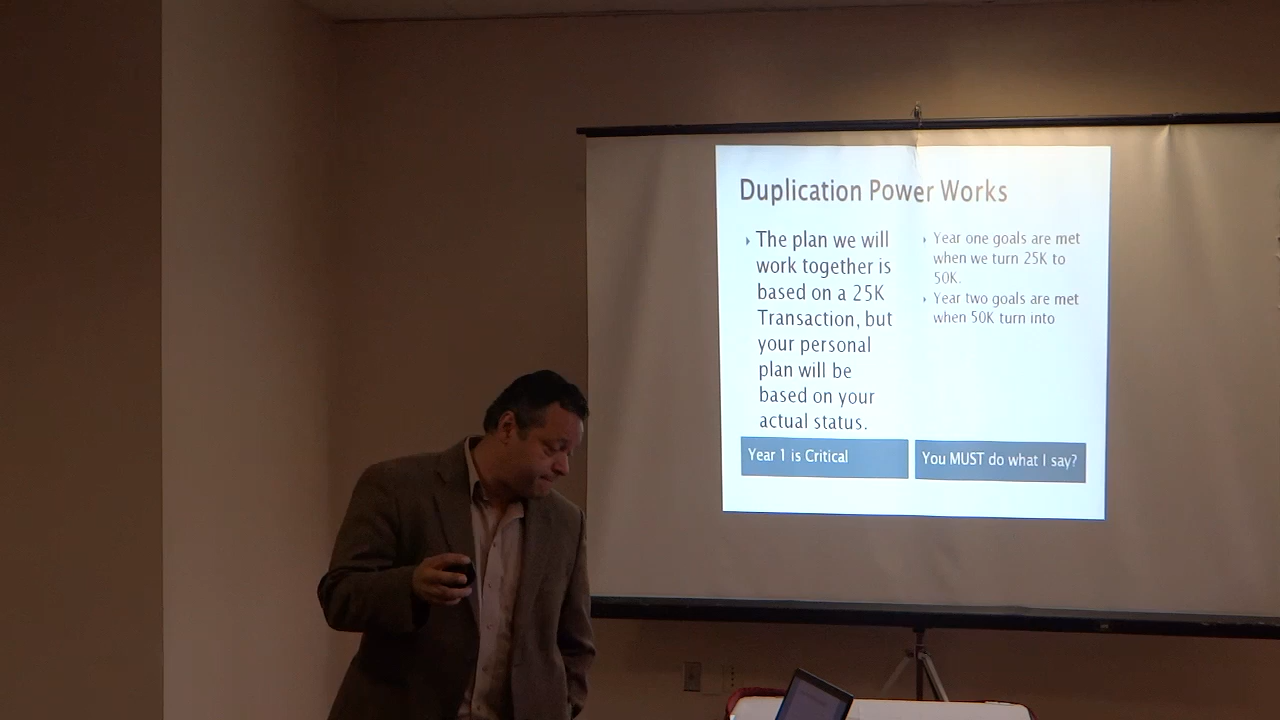 Duplication Power Works
The plan we will
work together is
based on a 25K
Transaction, but
your personal
plan will be
based on your
actual status.
Year one goals are met
when we turn 25K to
50K.
Year two goals are met
when 50K turn into
Year 1 is Critical
You MUST do what I say?